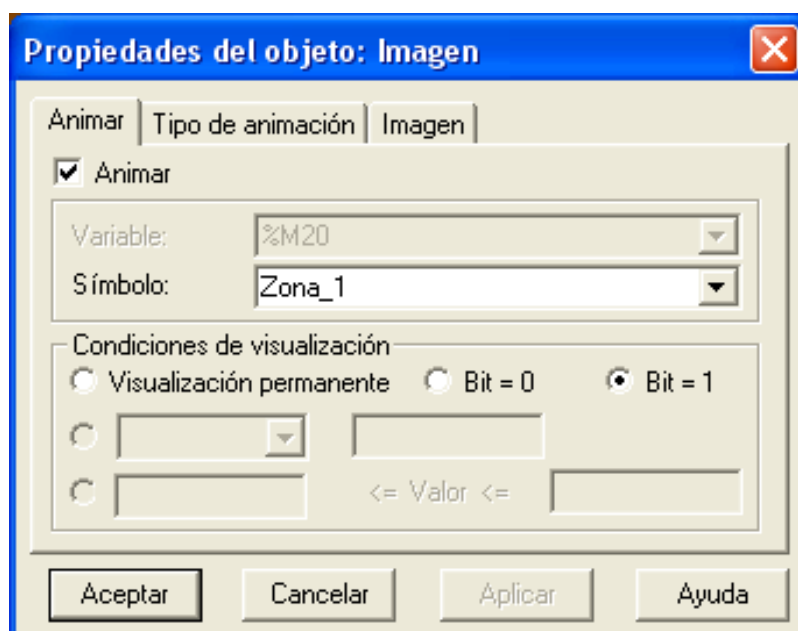 Propiedades del objeto: Imagen
Animar Tipo de animación Imagen
Animar
Variable: %M20
Símbolo: Zona_1
Condiciones de visualización
Visualización permanente Bit = 0 Bit = 1
<= Valor <=
Aceptar Cancelar Aplicar Ayuda